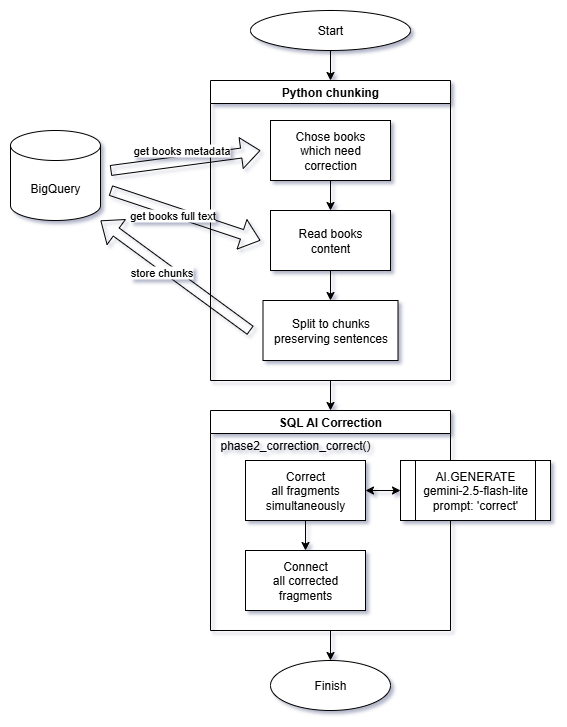 Start
Python chunking
get books metadata
Chose books
which need
correction
BigQuery
get books full text
Read books
content
store chunks
Split to chunks
preserving sentences
SQL AI Correction
phase2_correction_correct()
Correct
all fragments
simultaneously
AI.GENERATE
gemini-2.5-flash-lite
prompt: 'correct'
Connect
all corrected
fragments
Finish